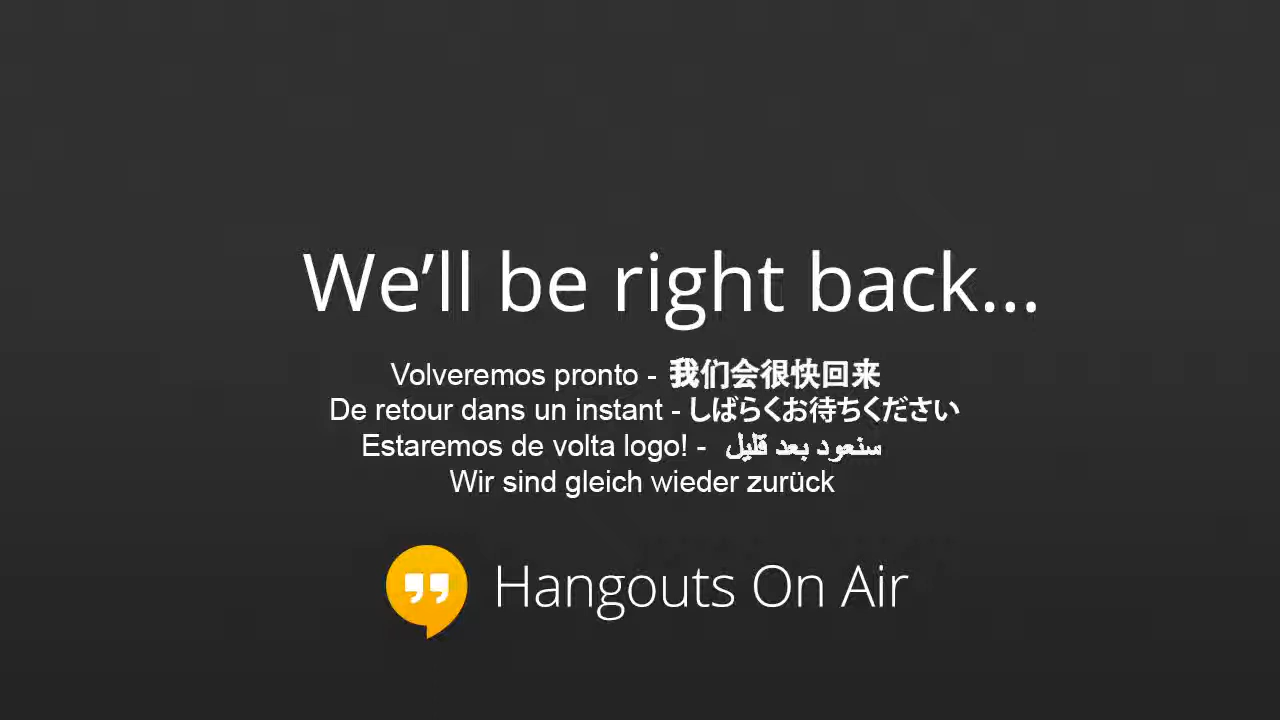 We’ll be right back...
Volveremos pronto - 我们会很快回来
De retour dans un instant - しばらくお待ちください
Estaremos de volta logo! - سنعود بعد قليل
Wir sind gleich wieder zurück
Hangouts On Air